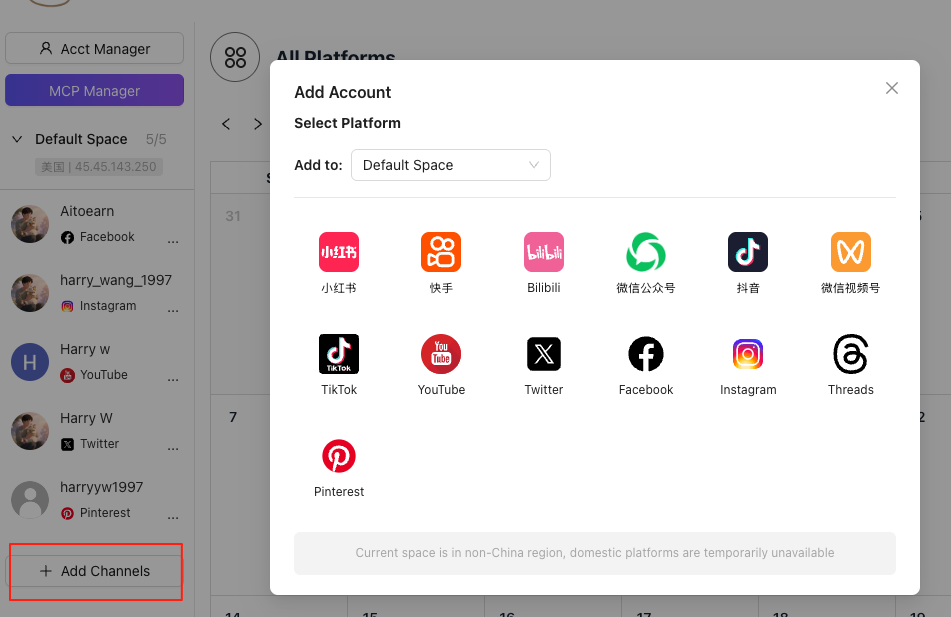 Acct Manager
MCP Manager
Default Space 5/5
美国 | 45.45.143.250
Aitoearn
Facebook ...
harry_wang_1997
Instagram ...
H
Harry w
YouTube ...
Harry W
Twitter ...
harryyw1997
Pinterest ...
+ Add Channels
All Platforms
< >
S
31
7
14 15 16 17 18 19
Add Account
Select Platform
Add to: Default Space
小红书 快手 bilibili 抖音
小红书 快手 Bilibili 微信公众号 抖音 微信视频号
TikTok You Tube
TikTok YouTube Twitter Facebook Instagram Threads
Pinterest
Current space is in non-China region, domestic platforms are temporarily unavailable